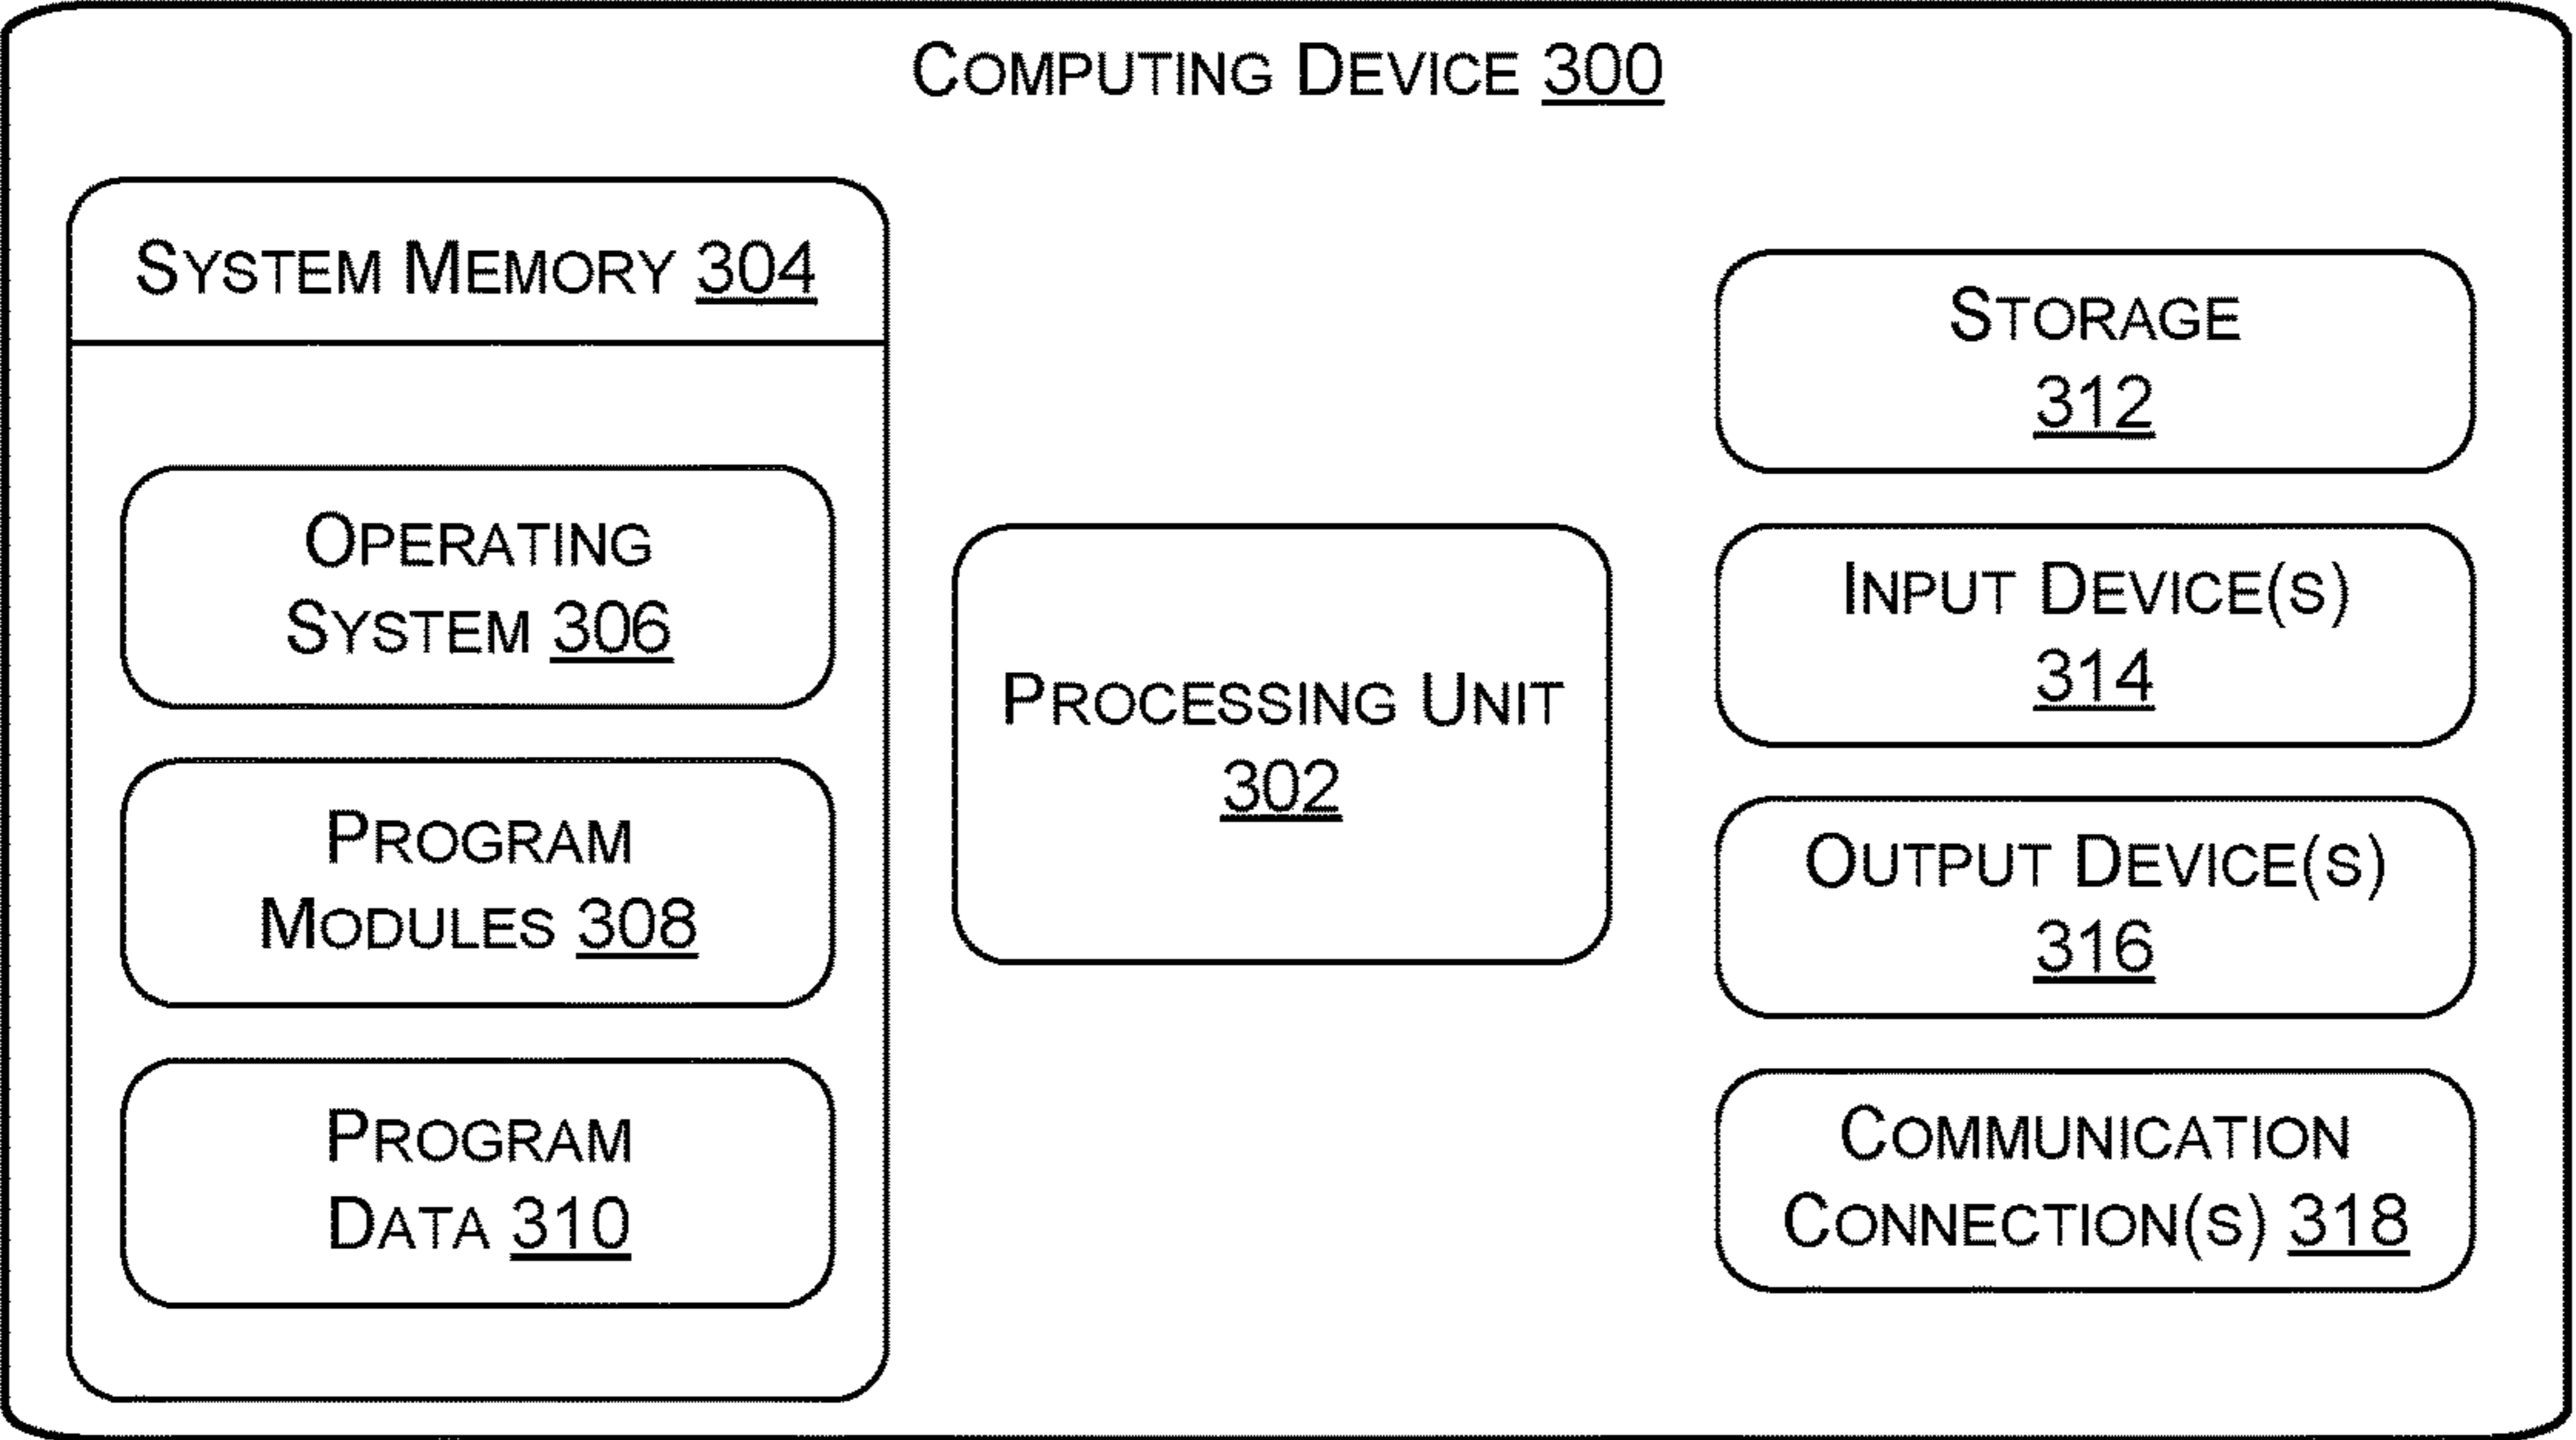 COMPUTING DEVICE 300
SYSTEM MEMORY 304
OPERATING
SYSTEM 306
PROGRAM
MODULES 308
PROGRAM
DATA 310
PROCESSING UNIT
302
STORAGE
312
INPUT DEVICE(S)
314
OUTPUT DEVICE(S)
316
COMMUNICATION
CONNECTION(S) 318